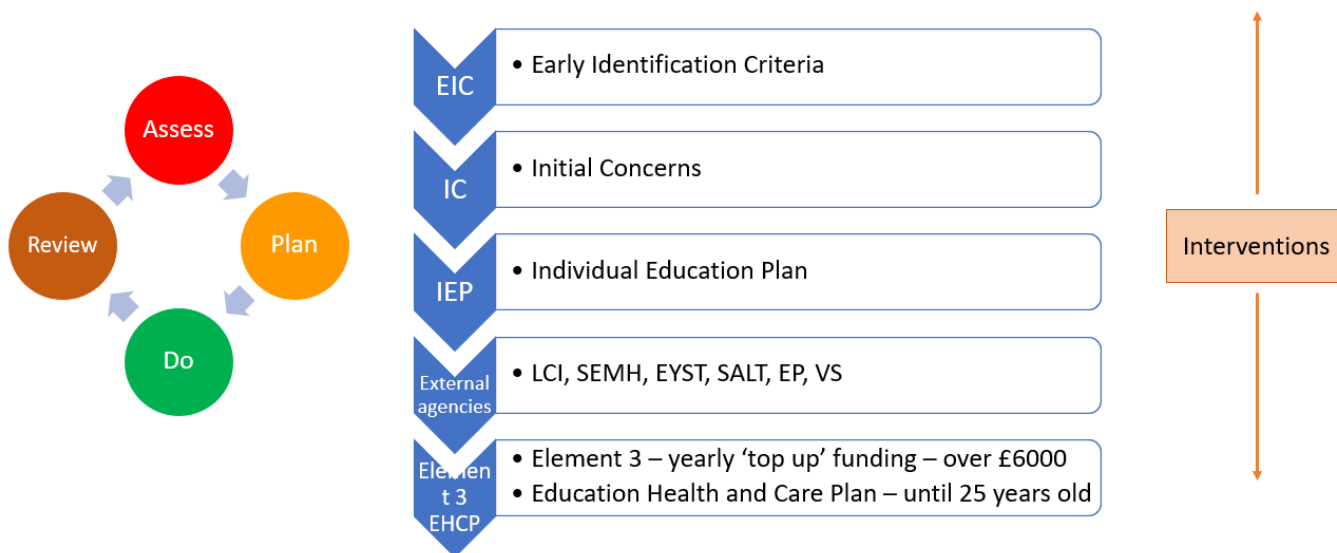 Assess
Plan
Do
Review
EIC
• Early Identification Criteria
IC
• Initial Concerns
IEP
• Individual Education Plan
External
agencies
• LCI, SEMH, EYST, SALT, EP, VS
Elemen
t 3
EHCP
• Element 3 – yearly ‘top up’ funding – over £6000
• Education Health and Care Plan – until 25 years old
Interventions